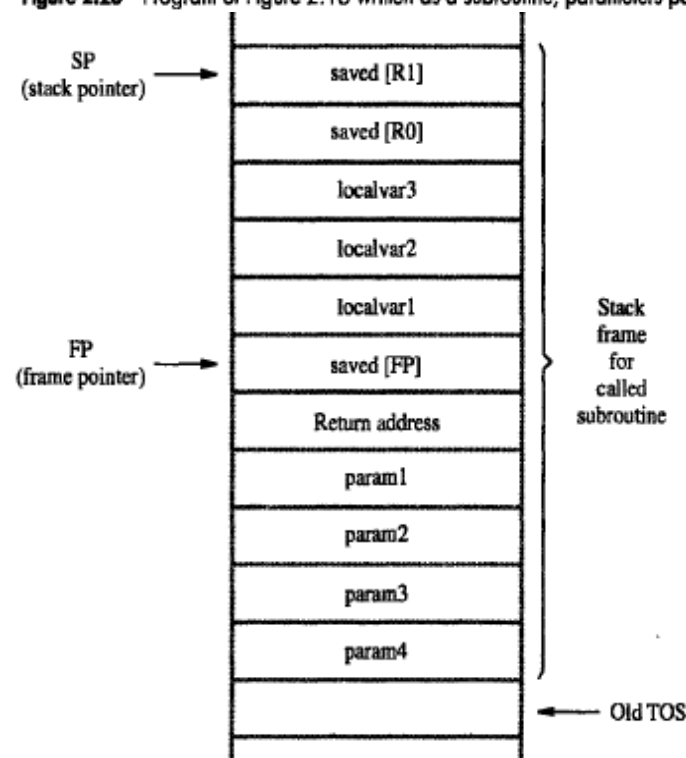 SP
(stack pointer)
saved [R1]
saved [R0]
localvar3
localvar2
localvar1
FP
(frame pointer)
saved [FP]
Return address
param1
param2
param3
param4
Stack
frame
for
called
subroutine
Old TOS